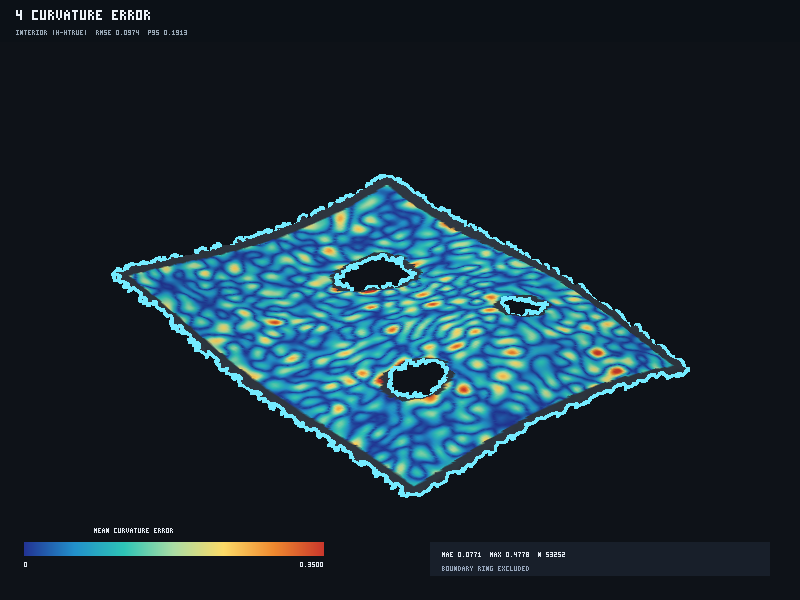 4 CURVATURE ERROR
INTERIOR |H-HTRUE| RMSE 0.0974 P95 0.1913
MEAN CURVATURE ERROR
0 0.3500
MAE 0.0771 MAX 0.4778 N 53252
BOUNDARY RING EXCLUDED